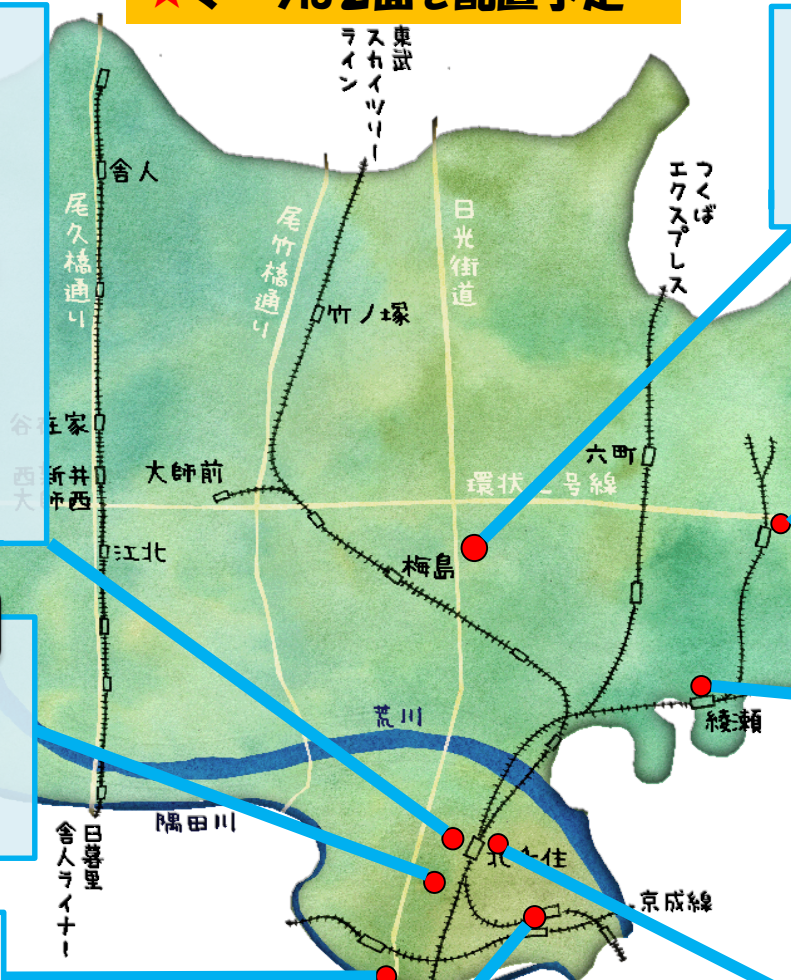 東武
スカイツリー
ライン
舎人
つくば
エクスプレス
尾久橋通り
尾竹橋通り
日光街道
竹ノ塚
谷在家
大師前
六町
西新井
大師西
環状七号線
江北
梅島
荒川
綾瀬
隅田川
北千住
日暮里
舎人ライナー
京成線